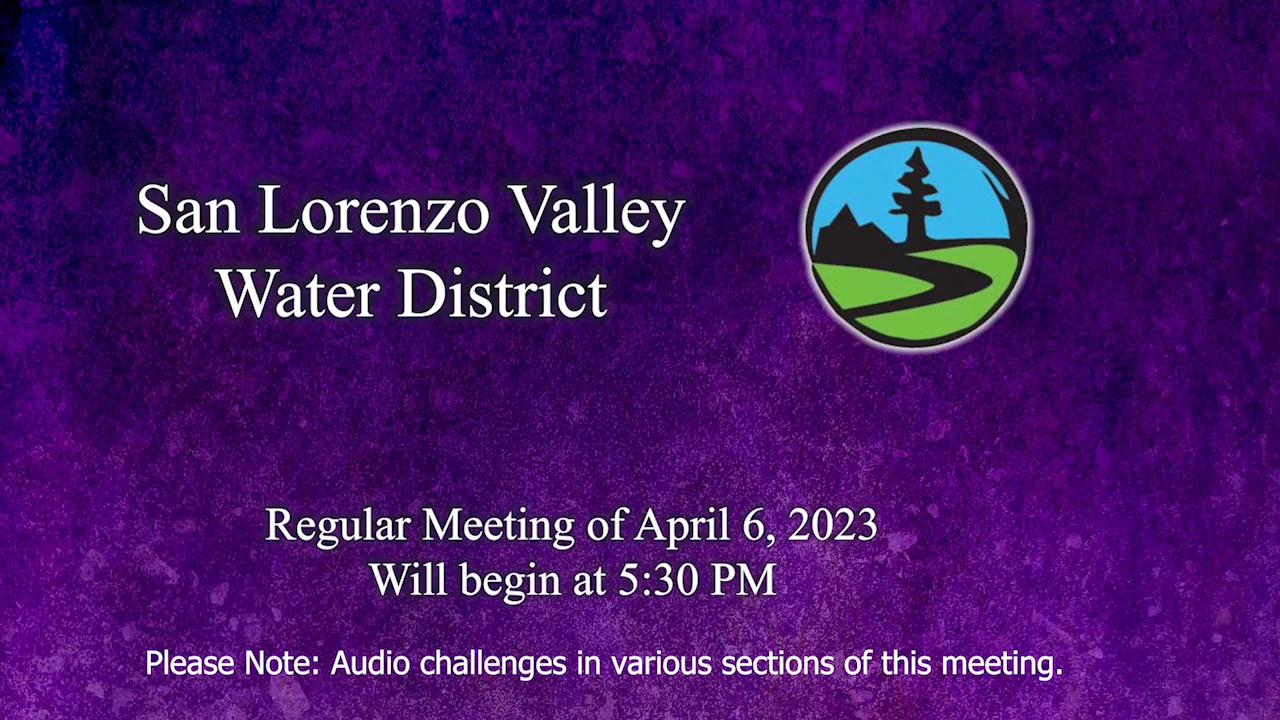 San Lorenzo Valley
Water District
Regular Meeting of April 6, 2023
Will begin at 5:30 PM
Please Note: Audio challenges in various sections of this meeting.